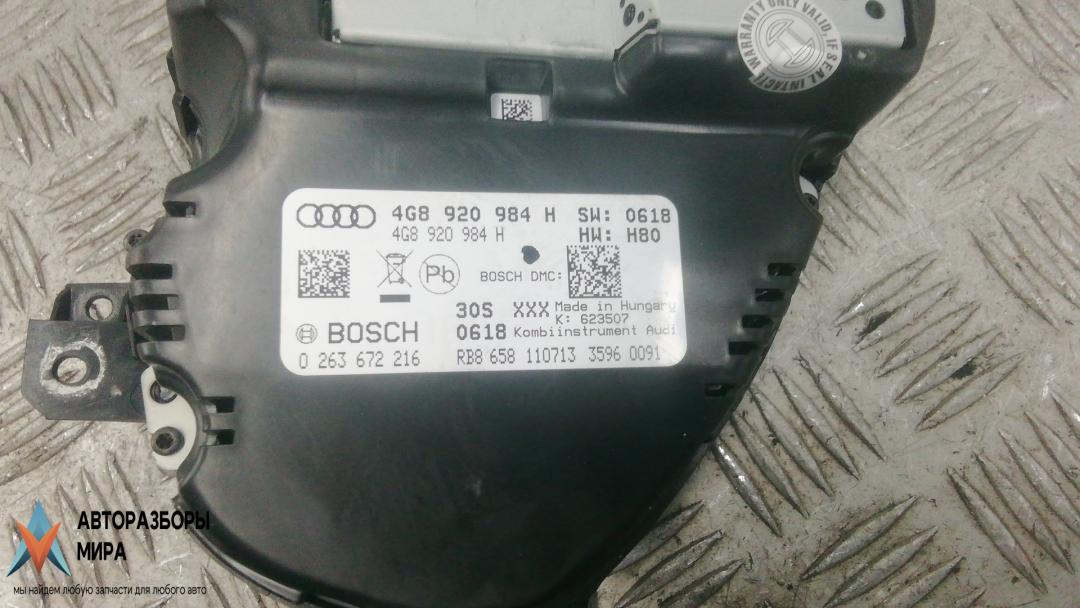 WARRANTY ONLY VALID, IF SEAL INTACT
4G8 920 984 H SW: 0618
4G8 920 984 H HW: H80
Pb BOSCH DMC:
30S XXX Made in Hungary
K: 623507
BOSCH 0618 Kombiinstrument Audi
0 263 672 216 RB8 658 110713 3596 0091
АВТОРАЗБОРЫ
МИРА
мы найдем любую запчасти для любого авто